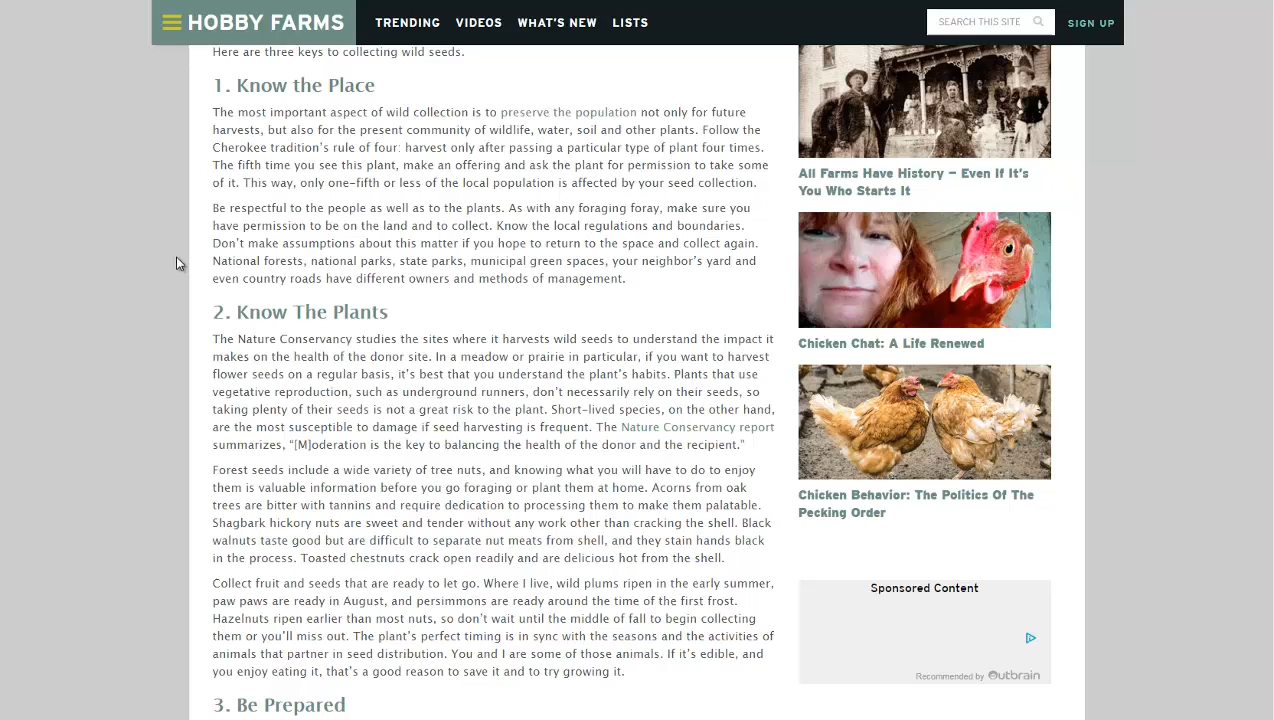 HOBBY FARMS
TRENDING VIDEOS WHAT'S NEW LISTS
SEARCH THIS SITE
SIGN UP
Here are three keys to collecting wild seeds.
1. Know the Place
The most important aspect of wild collection is to preserve the population not only for future
harvests, but also for the present community of wildlife, water, soil and other plants. Follow the
Cherokee tradition's rule of four: harvest only after passing a particular type of plant four times.
The fifth time you see this plant, make an offering and ask the plant for permission to take some
of it. This way, only one-fifth or less of the local population is affected by your seed collection.
Be respectful to the people as well as to the plants. As with any foraging foray, make sure you
have permission to be on the land and to collect. Know the local regulations and boundaries.
Don't make assumptions about this matter if you hope to return to the space and collect again.
National forests, national parks, state parks, municipal green spaces, your neighbor's yard and
even country roads have different owners and methods of management.
2. Know The Plants
The Nature Conservancy studies the sites where it harvests wild seeds to understand the impact it
makes on the health of the donor site. In a meadow or prairie in particular, if you want to harvest
flower seeds on a regular basis, it's best that you understand the plant's habits. Plants that use
vegetative reproduction, such as underground runners, don't necessarily rely on their seeds, so
taking plenty of their seeds is not a great risk to the plant. Short-lived species, on the other hand,
are the most susceptible to damage if seed harvesting is frequent. The Nature Conservancy report
summarizes, “[M]oderation is the key to balancing the health of the donor and the recipient.”
Forest seeds include a wide variety of tree nuts, and knowing what you will have to do to enjoy
them is valuable information before you go foraging or plant them at home. Acorns from oak
trees are bitter with tannins and require dedication to processing them to make them palatable.
Shagbark hickory nuts are sweet and tender without any work other than cracking the shell. Black
walnuts taste good but are difficult to separate nut meats from shell, and they stain hands black
in the process. Toasted chestnuts crack open readily and are delicious hot from the shell.
Collect fruit and seeds that are ready to let go. Where I live, wild plums ripen in the early summer,
paw paws are ready in August, and persimmons are ready around the time of the first frost.
Hazelnuts ripen earlier than most nuts, so don't wait until the middle of fall to begin collecting
them or you'll miss out. The plant's perfect timing is in sync with the seasons and the activities of
animals that partner in seed distribution. You and I are some of those animals. If it's edible, and
you enjoy eating it, that's a good reason to save it and to try growing it.
3. Be Prepared
All Farms Have History – Even If It's
You Who Starts It
Chicken Chat: A Life Renewed
Chicken Behavior: The Politics Of The
Pecking Order
Sponsored Content
Recommended by Outbrain